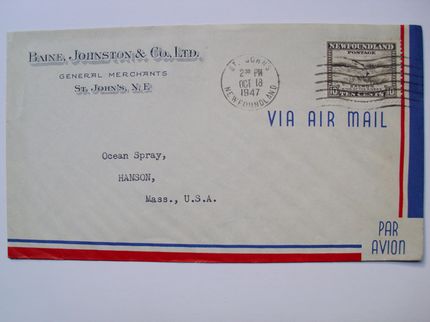 BAINE, JOHNSTON & CO., LTD.
GENERAL MERCHANTS
ST. JOHN'S, N.F.
ST. JOHN'S
2 30 PM
OCT 18
1947
NEWFOUNDLAND
NEWFOUNDLAND
POSTAGE
10 TEN CENTS 10
VIA AIR MAIL
Ocean Spray,
HANSON,
Mass., U.S.A.
PAR
AVION